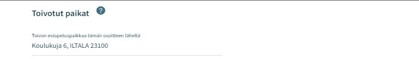 Toivotut paikat ?
Toivon esiopetuspaikkaa tämän osoitteen läheltä
Koulukuja 6, ILTALA 23100